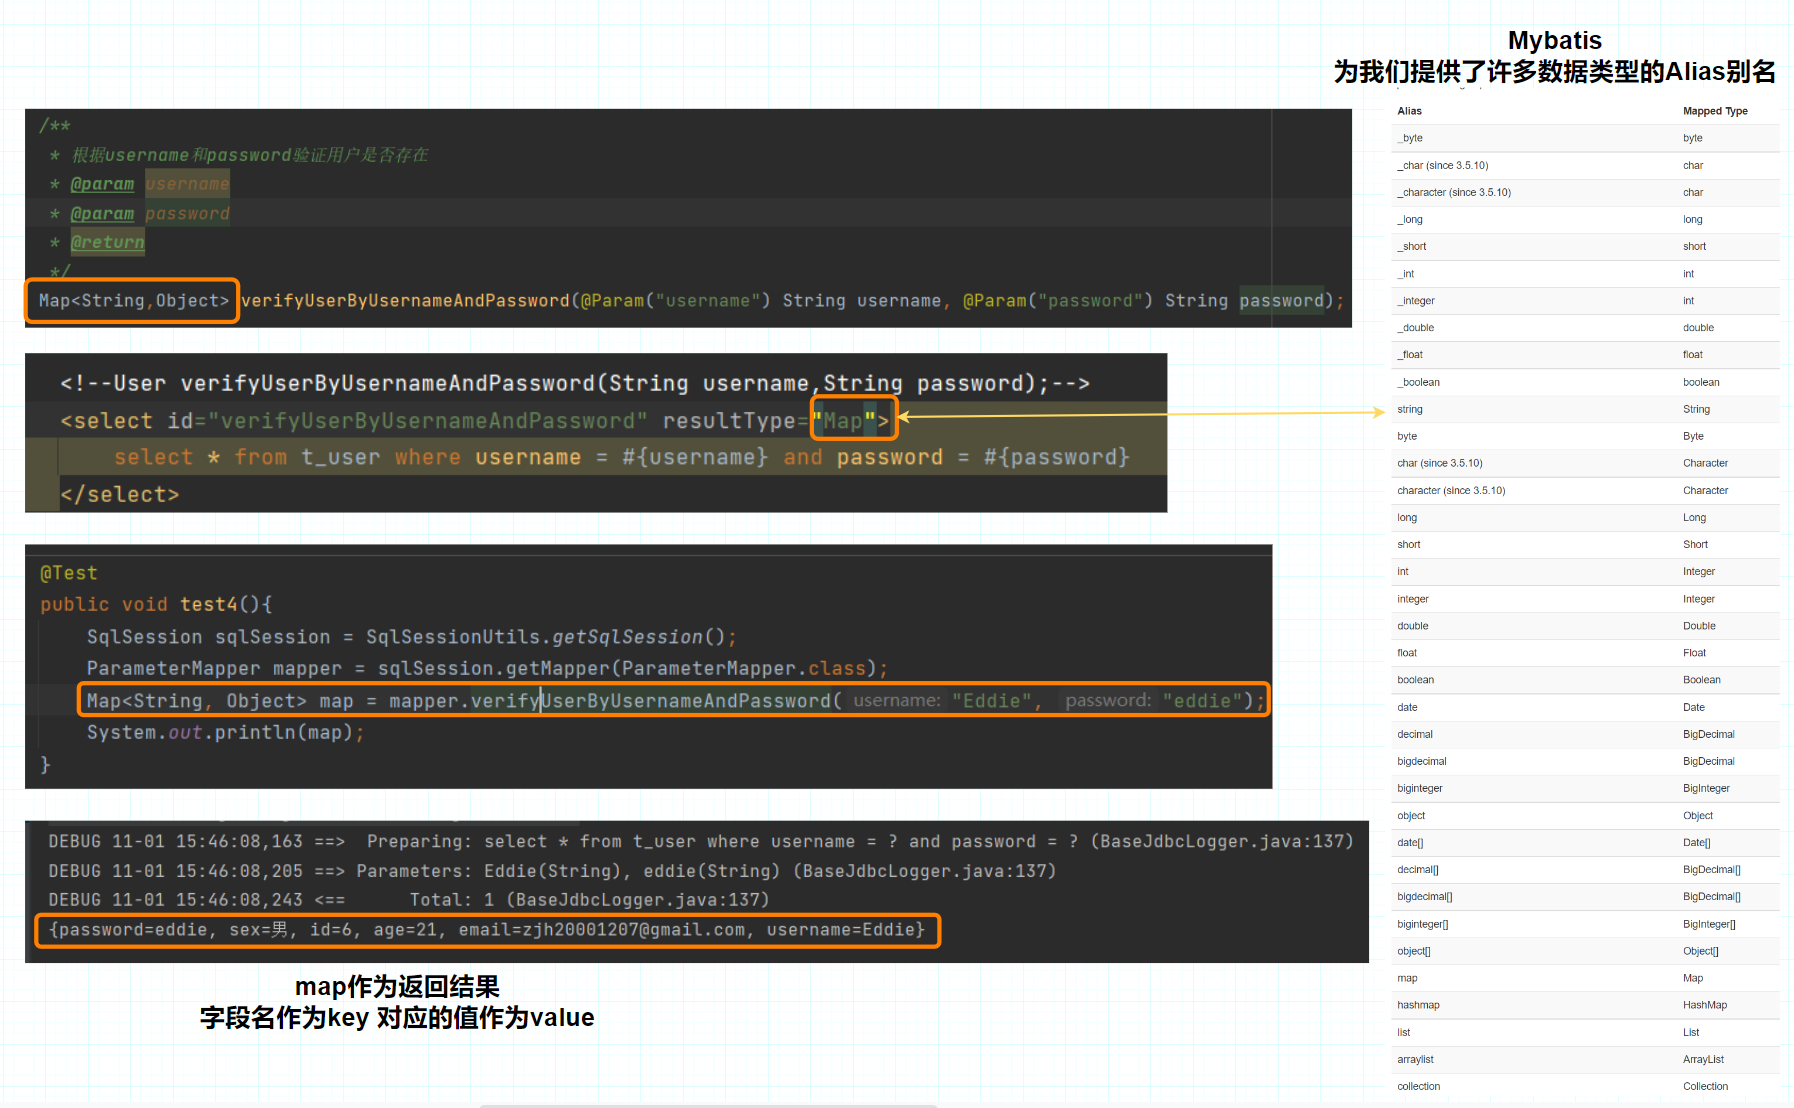 Mybatis
为我们提供了许多数据类型的Alias别名
/**
* 根据username和password验证用户是否存在
* @param username
* @param password
* @return
*/
Map<String,Object> verifyUserByUsernameAndPassword(@Param("username") String username, @Param("password") String password);
<!--User verifyUserByUsernameAndPassword(String username,String password);-->
<select id="verifyUserByUsernameAndPassword" resultType="Map">
select * from t_user where username = #{username} and password = #{password}
</select>
@Test
public void test4(){
SqlSession sqlSession = SqlSessionUtils.getSqlSession();
ParameterMapper mapper = sqlSession.getMapper(ParameterMapper.class);
Map<String, Object> map = mapper.verifyUserByUsernameAndPassword( username: "Eddie", password: "eddie");
System.out.println(map);
}
DEBUG 11-01 15:46:08,163 ==>  Preparing: select * from t_user where username = ? and password = ? (BaseJdbcLogger.java:137)
DEBUG 11-01 15:46:08,205 ==> Parameters: Eddie(String), eddie(String) (BaseJdbcLogger.java:137)
DEBUG 11-01 15:46:08,243 <==      Total: 1 (BaseJdbcLogger.java:137)
{password=eddie, sex=男, id=6, age=21, email=zjh20001207@gmail.com, username=Eddie}
map作为返回结果
字段名作为key 对应的值作为value
Alias Mapped Type
_byte byte
_char (since 3.5.10) char
_character (since 3.5.10) char
_long long
_short short
_int int
_integer int
_double double
_float float
_boolean boolean
string String
byte Byte
char (since 3.5.10) Character
character (since 3.5.10) Character
long Long
short Short
int Integer
integer Integer
double Double
float Float
boolean Boolean
date Date
decimal BigDecimal
bigdecimal BigDecimal
biginteger BigInteger
object Object
date[] Date[]
decimal[] BigDecimal[]
bigdecimal[] BigDecimal[]
biginteger[] BigInteger[]
object[] Object[]
map Map
hashmap HashMap
list List
arraylist ArrayList
collection Collection